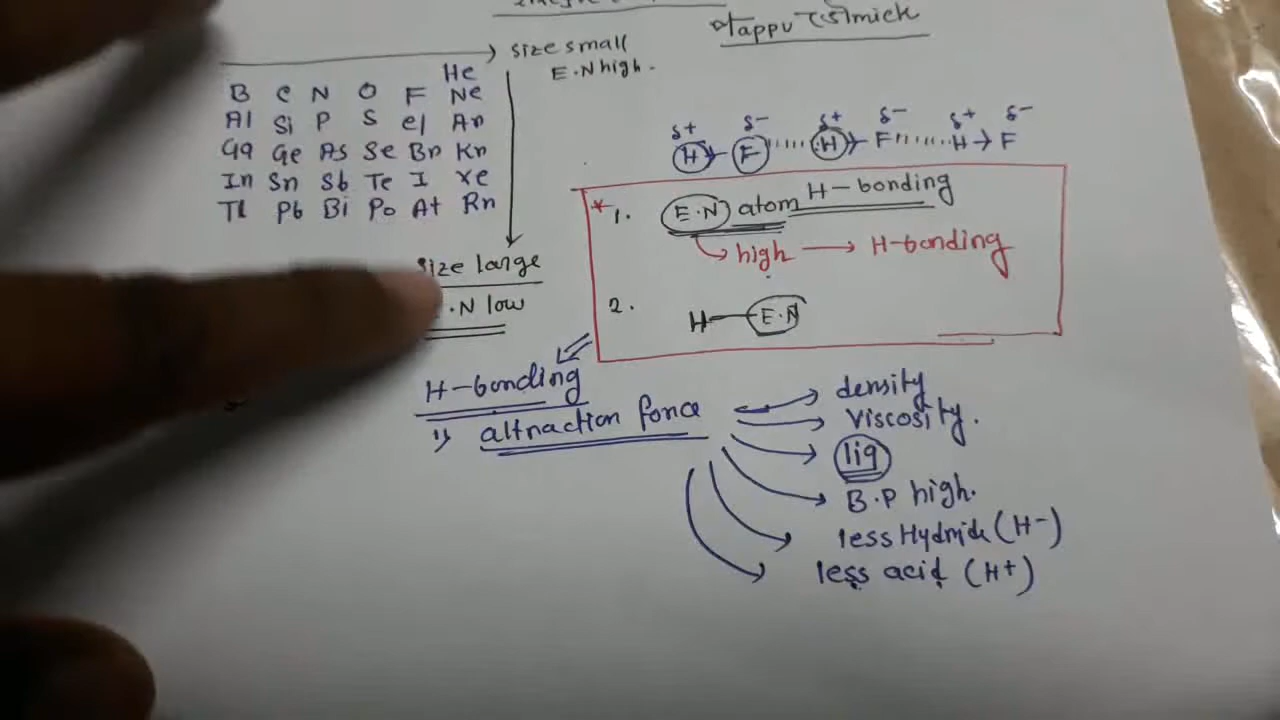 size small
E.N high.
He
B C N O F Ne
Al Si P S Cl Ar
Ga Ge As Se Br Kr
In Sn Sb Te I Xe
Tl Pb Bi Po At Rn
size large
.N low
δ+ δ- δ+ δ- δ+ δ-
H F ...... H F ...... H → F
* 1. E.N atom H-bonding
high → H-bonding
2. H-E.N
H-bonding
1) attraction force
density
viscosity.
liq
B.P high.
less Hydride (H-)
less acid (H+)